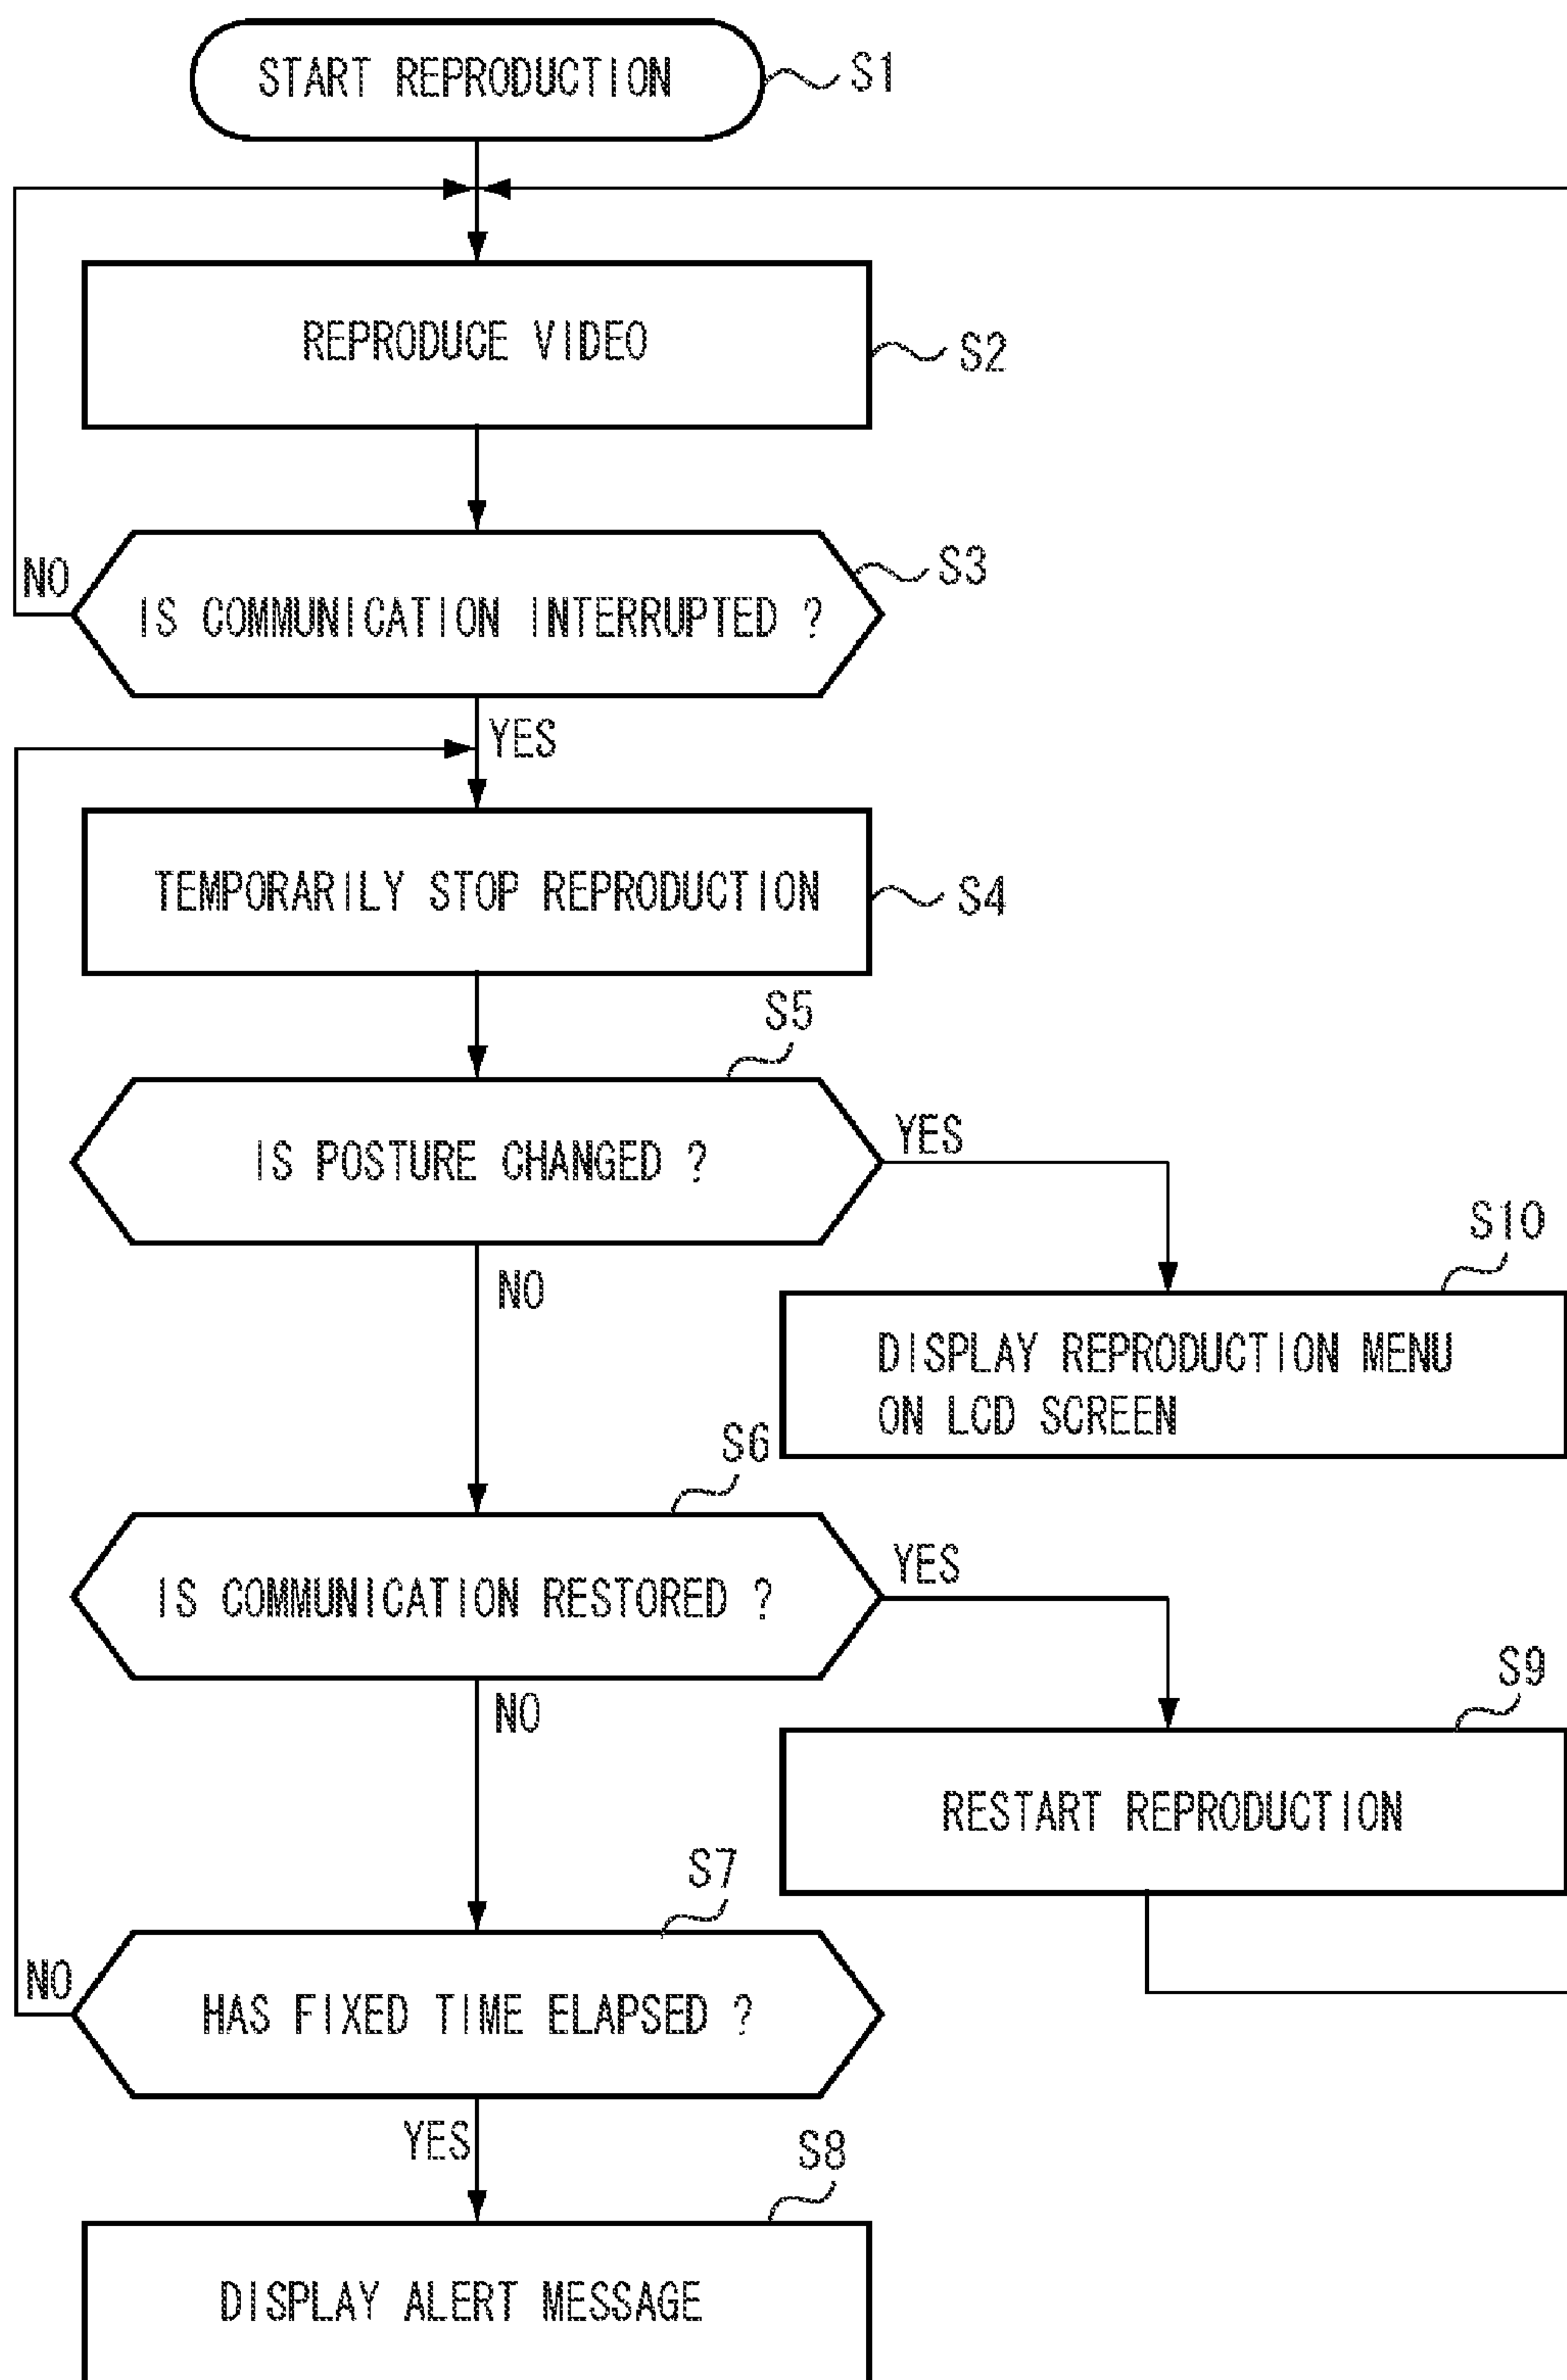 START REPRODUCTION
S1
REPRODUCE VIDEO
S2
NO
IS COMMUNICATION INTERRUPTED ?
S3
YES
TEMPORARILY STOP REPRODUCTION
S4
S5
IS POSTURE CHANGED ?
YES
NO
S10
DISPLAY REPRODUCTION MENU
ON LCD SCREEN
S6
IS COMMUNICATION RESTORED ?
YES
NO
S9
RESTART REPRODUCTION
S7
NO
HAS FIXED TIME ELAPSED ?
YES
S8
DISPLAY ALERT MESSAGE